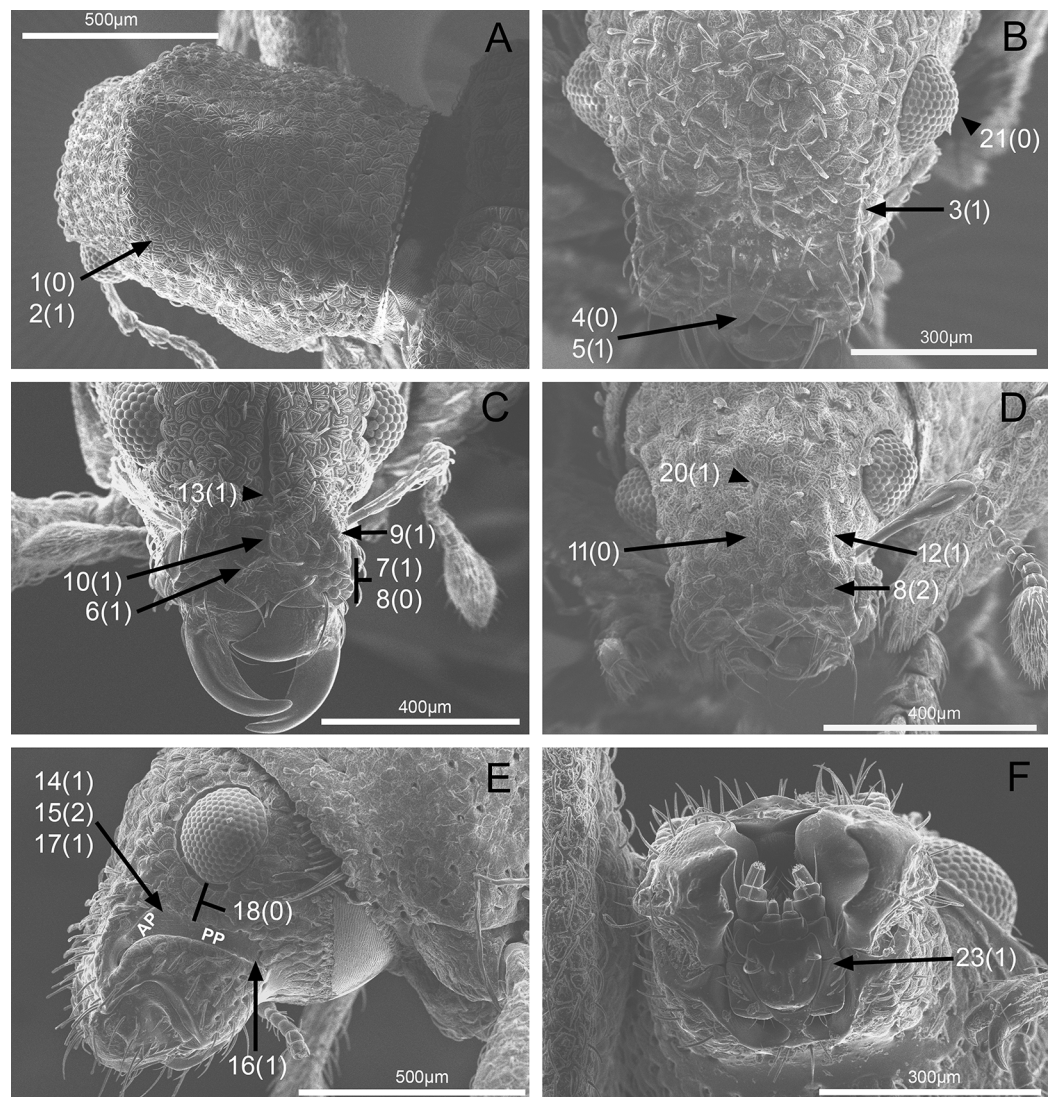 500µm
A
1(0)
2(1)
B
21(0)
3(1)
4(0)
5(1)
300µm
C
13(1)
9(1)
10(1)
7(1)
6(1)
8(0)
400µm
D
20(1)
11(0)
12(1)
8(2)
400µm
E
14(1)
15(2)
17(1)
18(0)
AP
PP
16(1)
500µm
F
23(1)
300µm